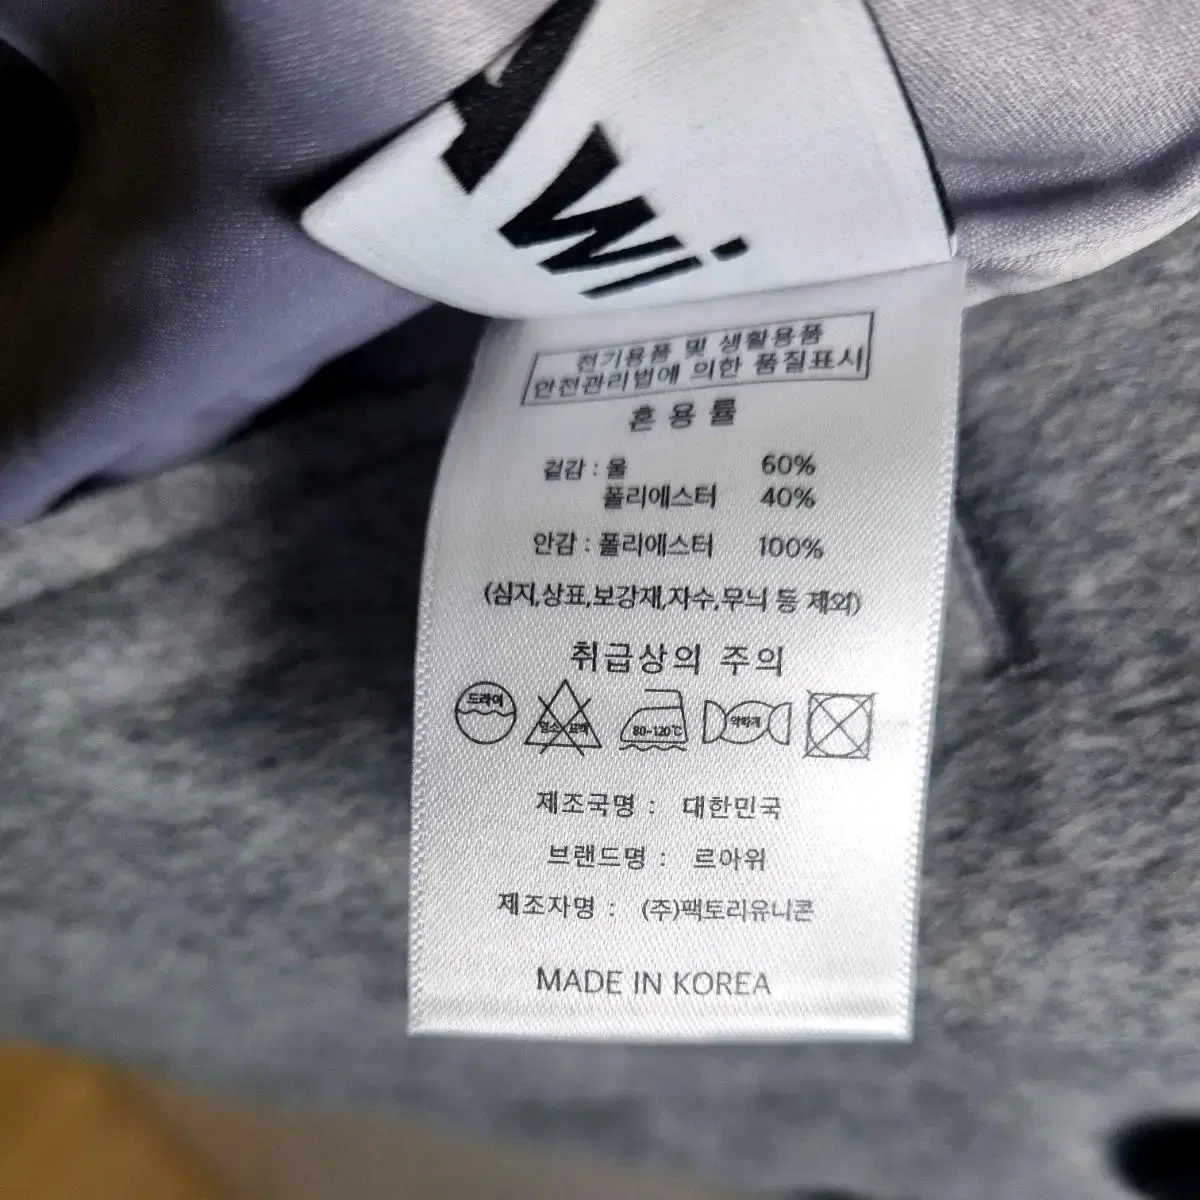 Awi
전기용품 및 생활용품
안전관리법에 의한 품질표시
혼용률
겉감 : 울 60%
폴리에스터 40%
안감 : 폴리에스터 100%
(심지,상표,보강재,자수,무늬 등 제외)
취급상의 주의
드라이
염소 표백
80~120℃
약하게
제조국명 : 대한민국
브랜드명 : 르아위
제조자명 : (주)팩토리유니콘
MADE IN KOREA